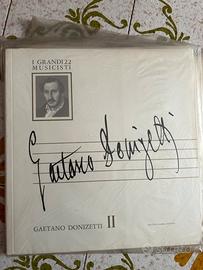 I GRANDI 22
MUSICISTI
Gaetano Donizetti
GAETANO DONIZETTI II